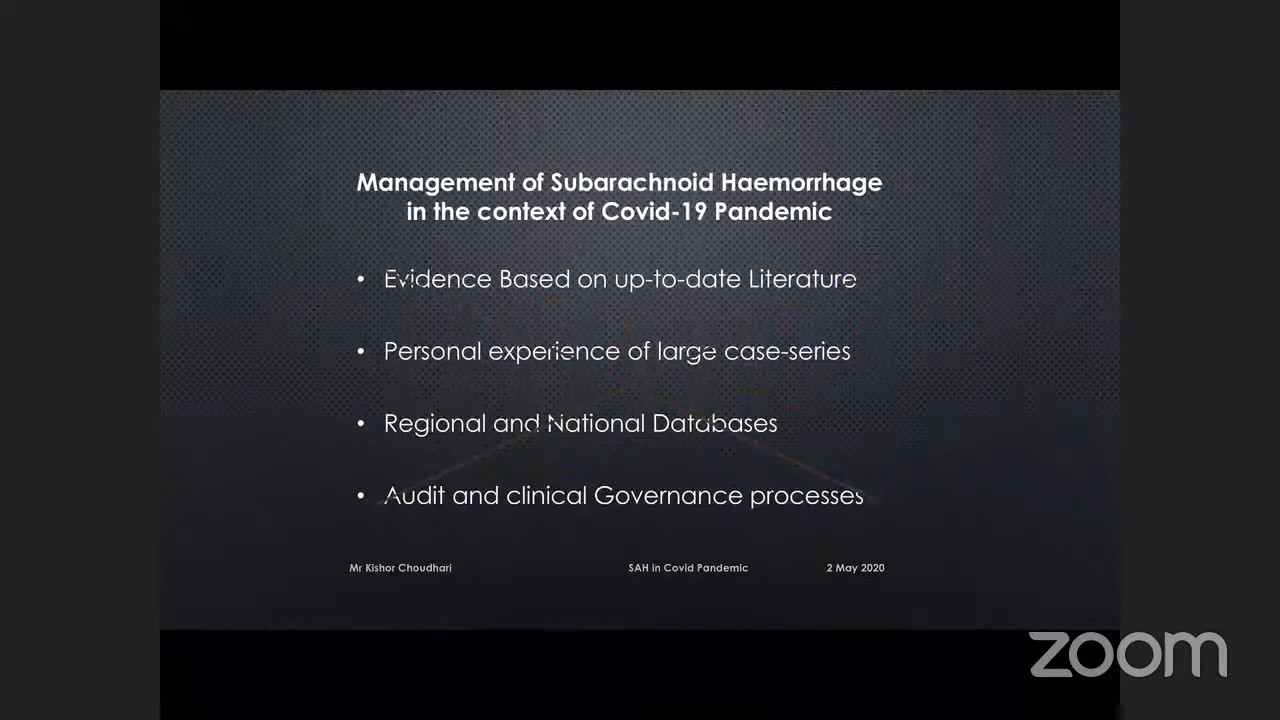 Management of Subarachnoid Haemorrhage
in the context of Covid-19 Pandemic
• Evidence Based on up-to-date Literature
• Personal experience of large case-series
• Regional and National Databases
• Audit and clinical Governance processes
Mr Kishor Choudhari SAH in Covid Pandemic 2 May 2020
zoom